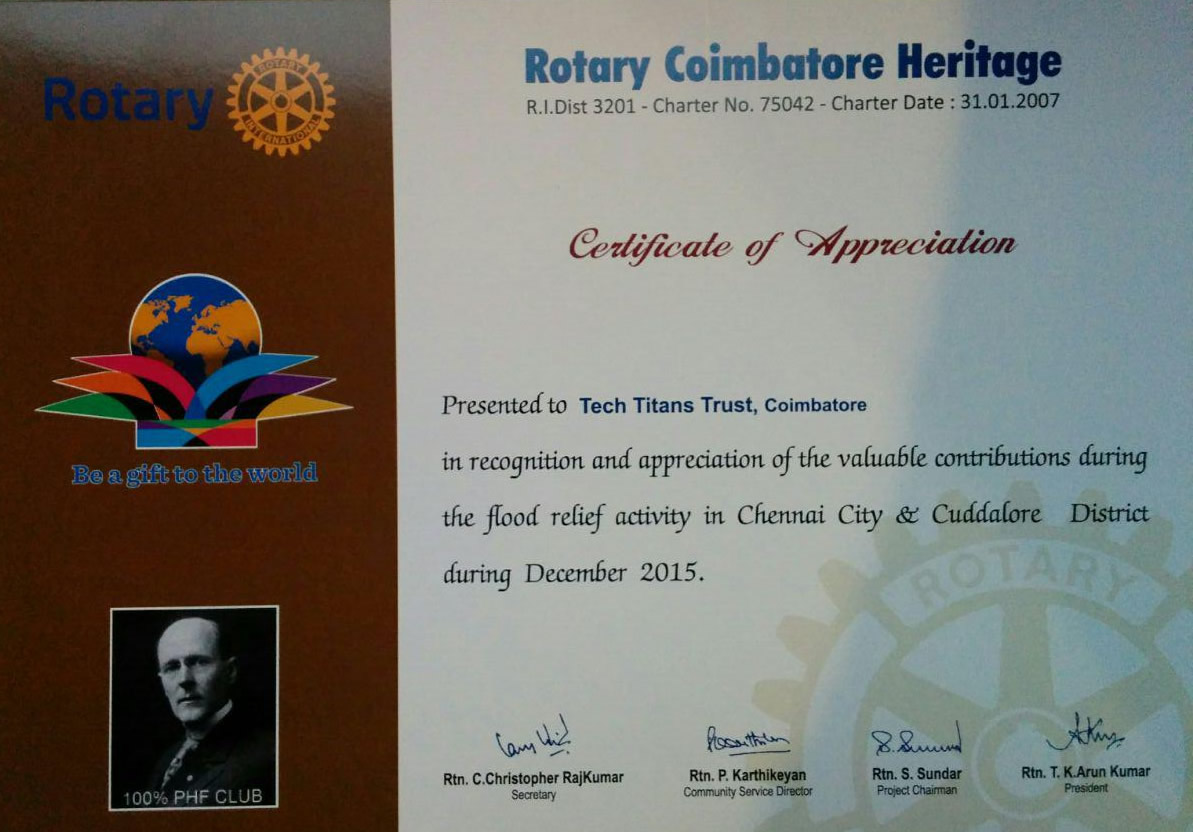 Rotary
ROTARY
INTERNATIONAL
Be a gift to the world
100% PHF CLUB
Rotary Coimbatore Heritage
R.I.Dist 3201 - Charter No. 75042 - Charter Date : 31.01.2007
Certificate of Appreciation
Presented to Tech Titans Trust, Coimbatore
in recognition and appreciation of the valuable contributions during
the flood relief activity in Chennai City & Cuddalore District
during December 2015.
ROTARY
S. Sundar
Rtn. C.Christopher RajKumar
Secretary
Rtn. P. Karthikeyan
Community Service Director
Rtn. S. Sundar
Project Chairman
Rtn. T. K.Arun Kumar
President